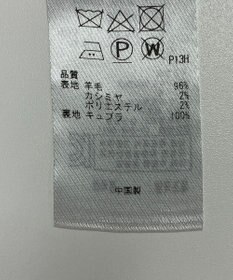 P W P13H
品質
表地 羊毛 96%
カシミヤ 2%
ポリエステル 2%
裏地 キュプラ 100%
中国製